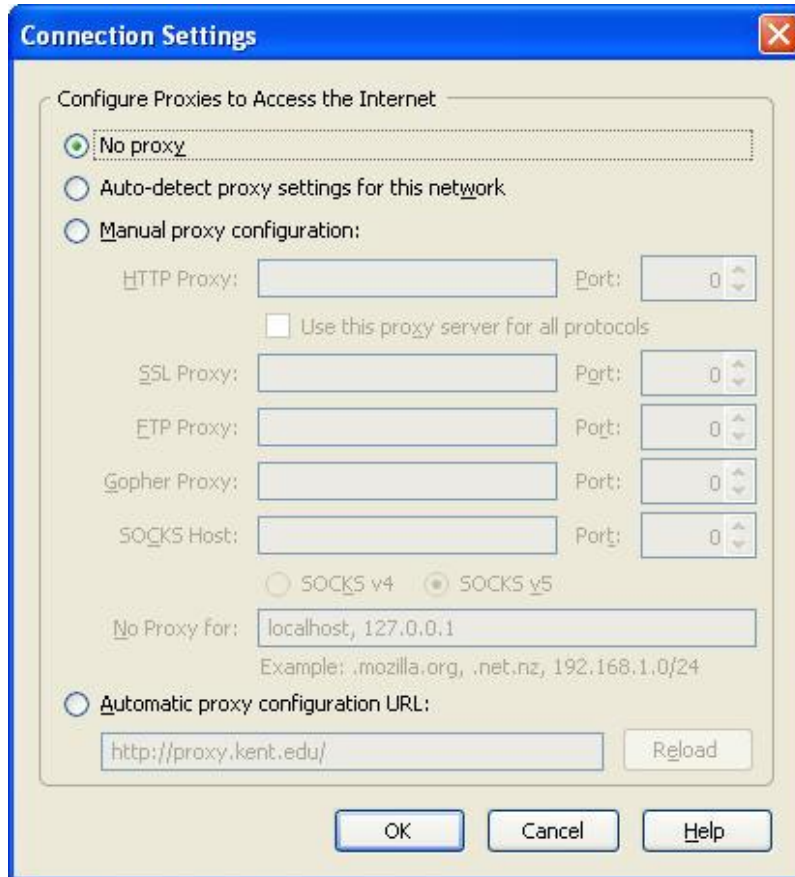 Connection Settings
Configure Proxies to Access the Internet
No proxy
Auto-detect proxy settings for this network
Manual proxy configuration:
HTTP Proxy: Port: 0
Use this proxy server for all protocols
SSL Proxy: Port: 0
FTP Proxy: Port: 0
Gopher Proxy: Port: 0
SOCKS Host: Port: 0
SOCKS v4 SOCKS v5
No Proxy for: localhost, 127.0.0.1
Example: .mozilla.org, .net.nz, 192.168.1.0/24
Automatic proxy configuration URL:
http://proxy.kent.edu/ Reload
OK Cancel Help